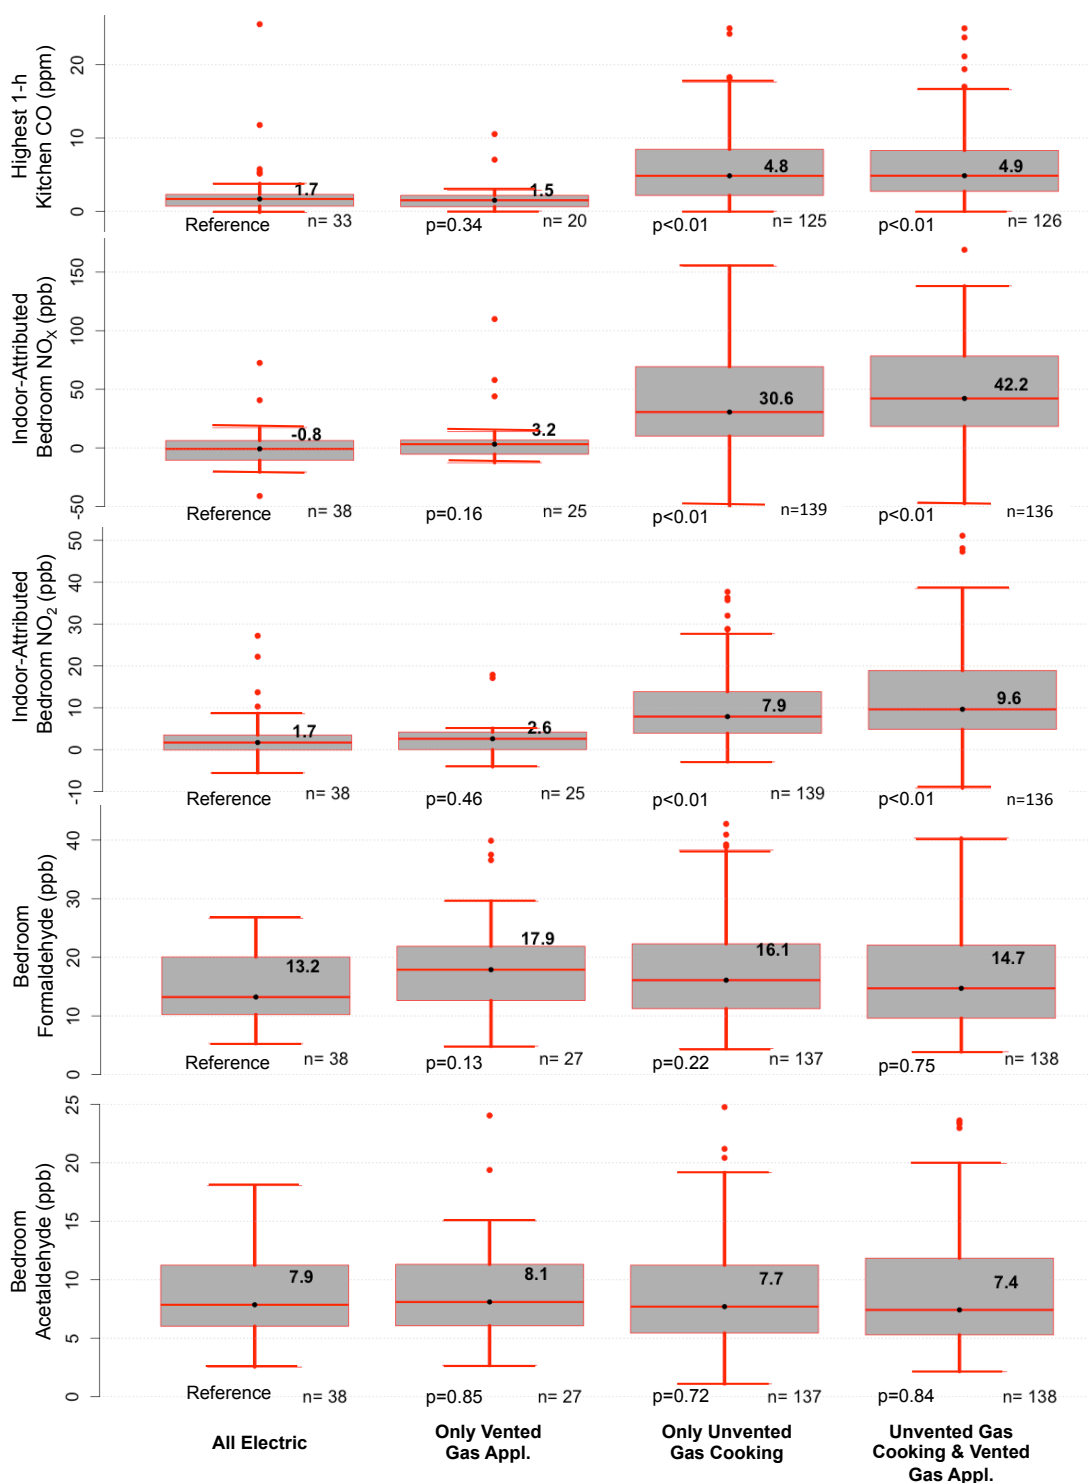 Highest 1-h
Kitchen CO (ppm)
20
10
0
1.7
1.5
4.8
4.9
Reference
n= 33
p=0.34
n= 20
p<0.01
n= 125
p<0.01
n= 126
Indoor-Attributed
Bedroom NOX (ppb)
150
100
50
0
-50
-0.8
3.2
30.6
42.2
Reference
n= 38
p=0.16
n= 25
p<0.01
n=139
p<0.01
n=136
Indoor-Attributed
Bedroom NO2 (ppb)
50
40
30
20
10
0
-10
1.7
2.6
7.9
9.6
Reference
n= 38
p=0.46
n= 25
p<0.01
n= 139
p<0.01
n=136
Bedroom
Formaldehyde (ppb)
40
30
20
10
0
13.2
17.9
16.1
14.7
Reference
n= 38
p=0.13
n= 27
p=0.22
n= 137
p=0.75
n= 138
Bedroom
Acetaldehyde (ppb)
25
20
15
10
5
0
7.9
8.1
7.7
7.4
Reference
n= 38
p=0.85
n= 27
p=0.72
n= 137
p=0.84
n= 138
All Electric
Only Vented
Gas Appl.
Only Unvented
Gas Cooking
Unvented Gas
Cooking & Vented
Gas Appl.